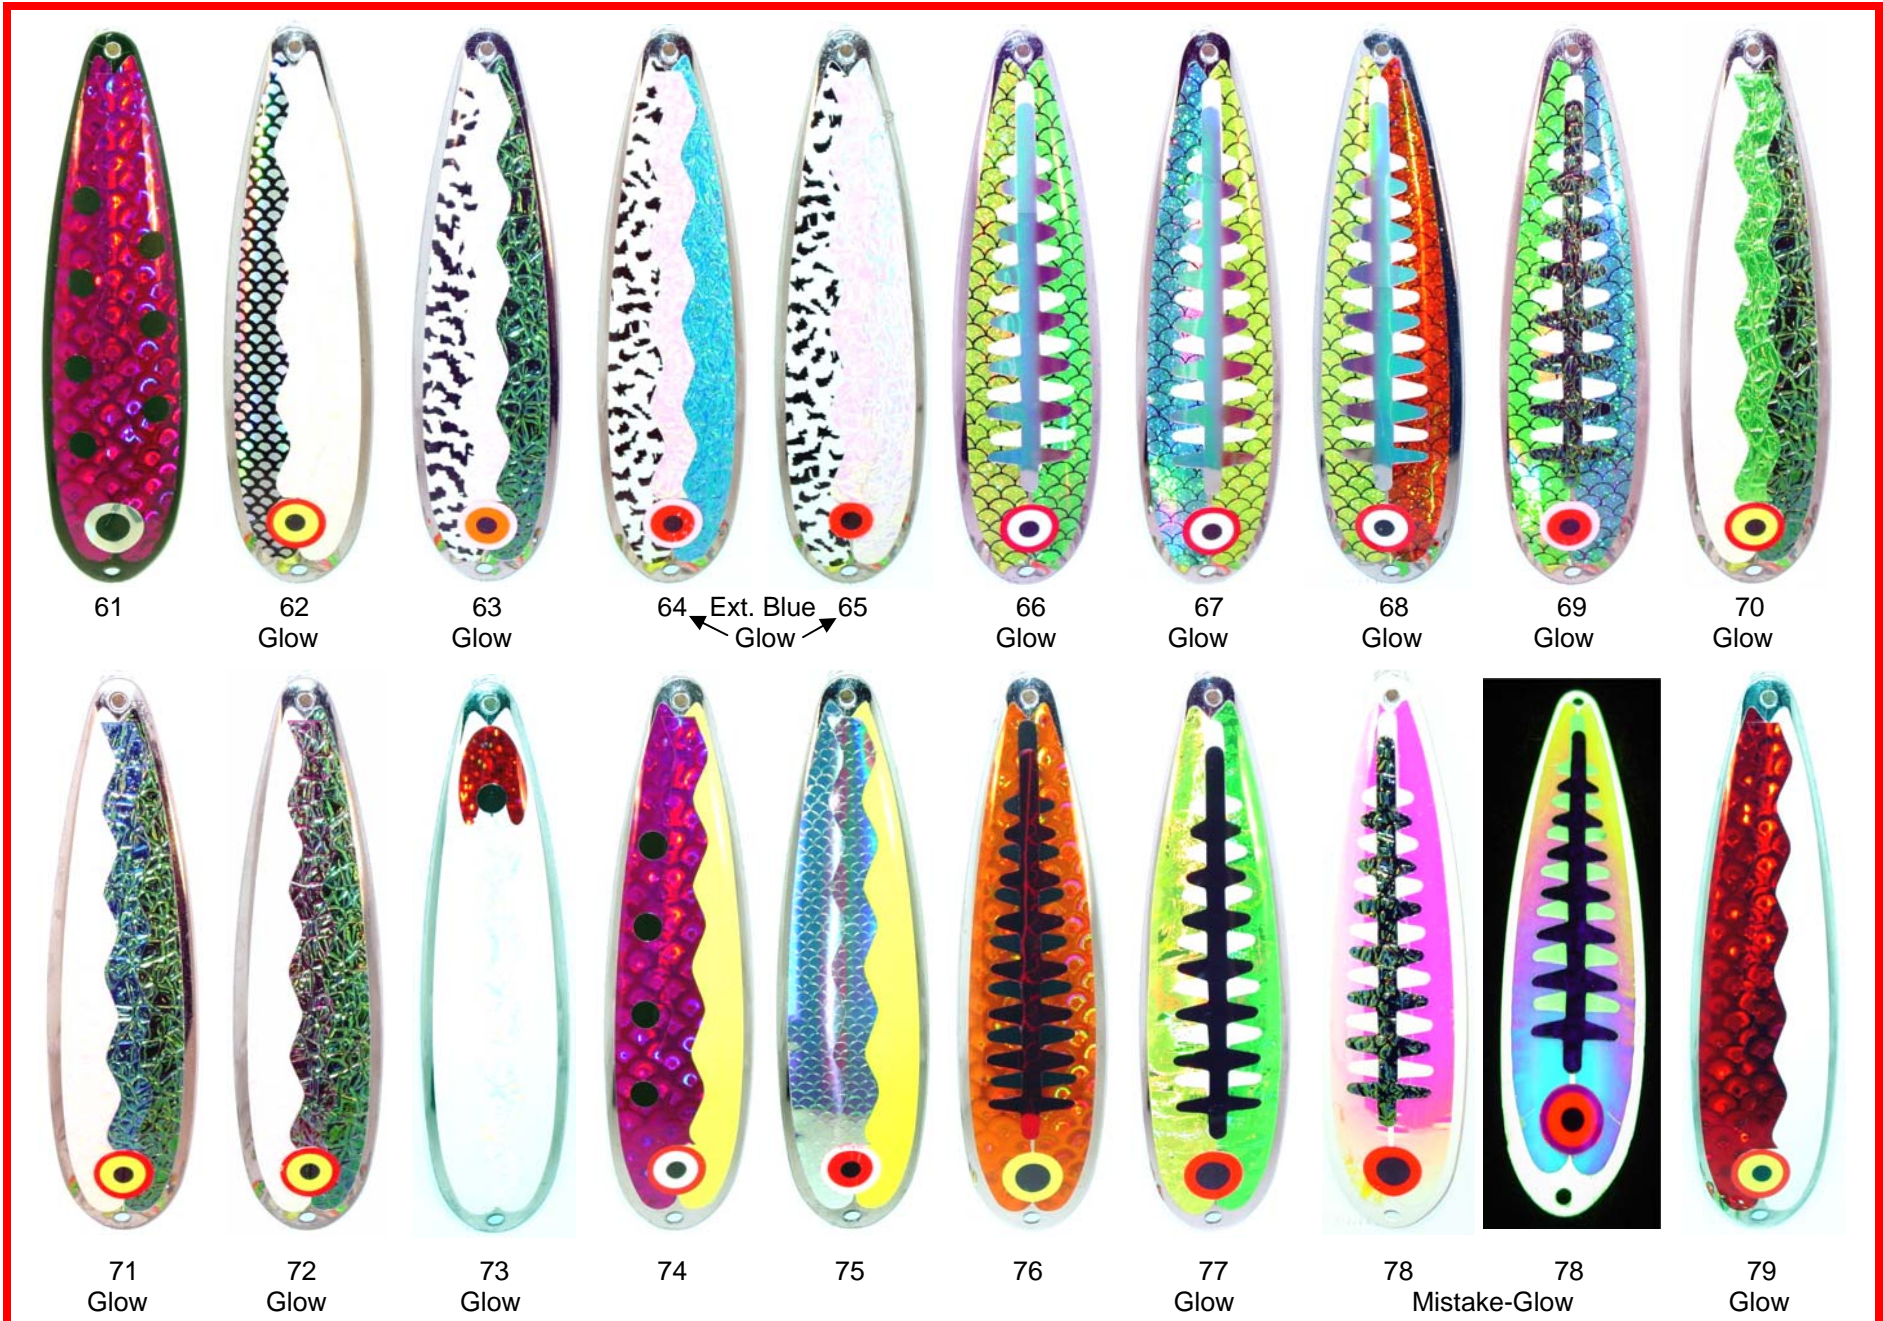 61 62 63 64 Ext. Blue 65 66 67 68 69 70
Glow Glow Glow Glow Glow Glow Glow Glow
71 72 73 74 75 76 77 78 78 79
Glow Glow Glow Glow Mistake-Glow Glow